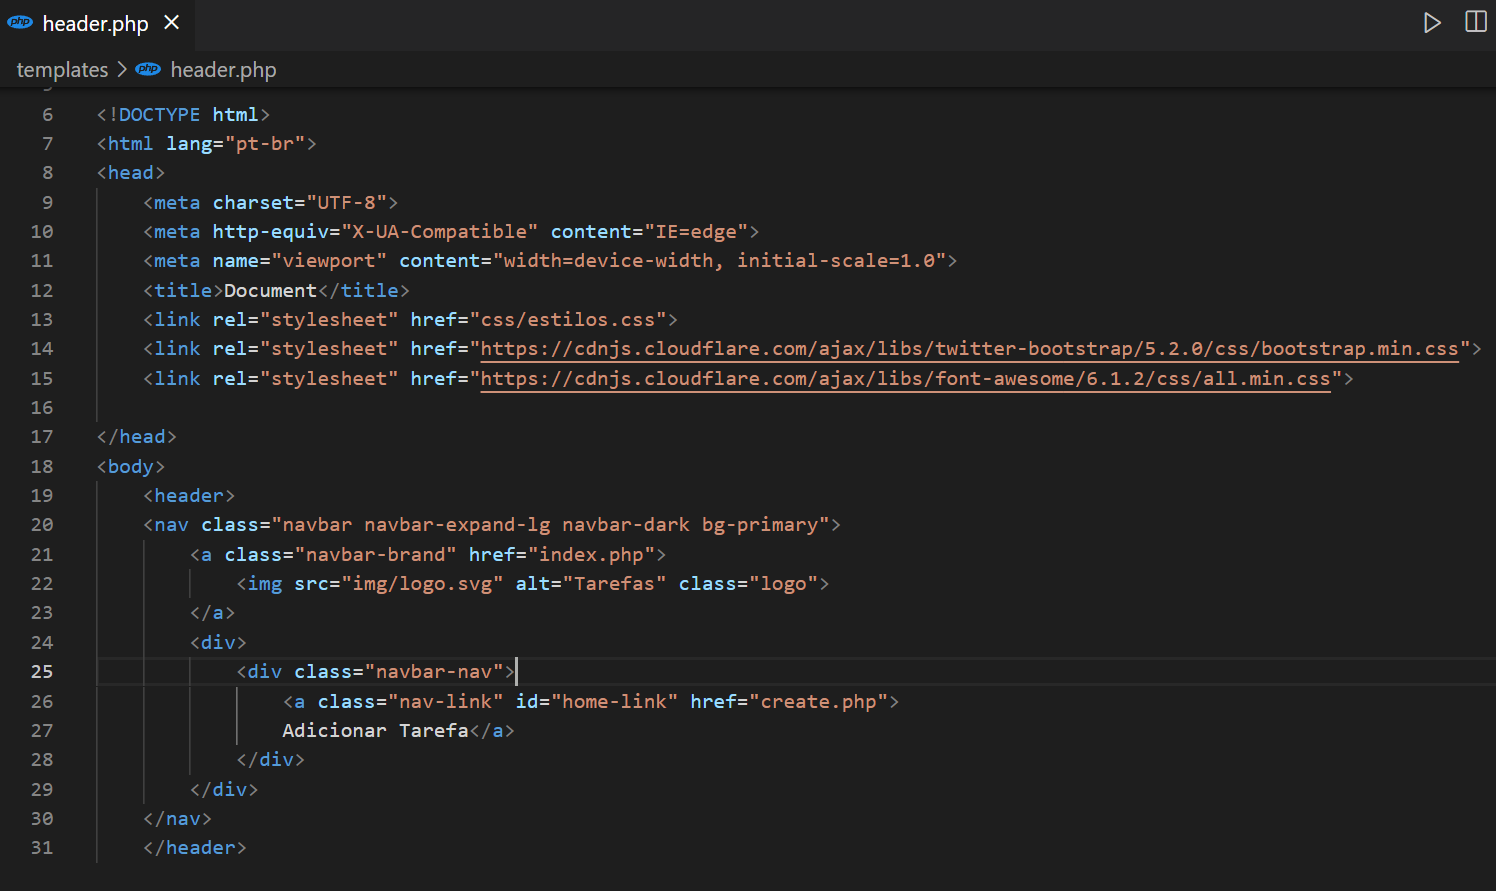 header.php
templates > header.php
6 <!DOCTYPE html>
7 <html lang="pt-br">
8 <head>
9     <meta charset="UTF-8">
10     <meta http-equiv="X-UA-Compatible" content="IE=edge">
11     <meta name="viewport" content="width=device-width, initial-scale=1.0">
12     <title>Document</title>
13     <link rel="stylesheet" href="css/estilos.css">
14     <link rel="stylesheet" href="https://cdnjs.cloudflare.com/ajax/libs/twitter-bootstrap/5.2.0/css/bootstrap.min.css">
15     <link rel="stylesheet" href="https://cdnjs.cloudflare.com/ajax/libs/font-awesome/6.1.2/css/all.min.css">
16
17 </head>
18 <body>
19     <header>
20     <nav class="navbar navbar-expand-lg navbar-dark bg-primary">
21         <a class="navbar-brand" href="index.php">
22             <img src="img/logo.svg" alt="Tarefas" class="logo">
23         </a>
24         <div>
25             <div class="navbar-nav">
26                 <a class="nav-link" id="home-link" href="create.php">
27                 Adicionar Tarefa</a>
28             </div>
29         </div>
30     </nav>
31     </header>